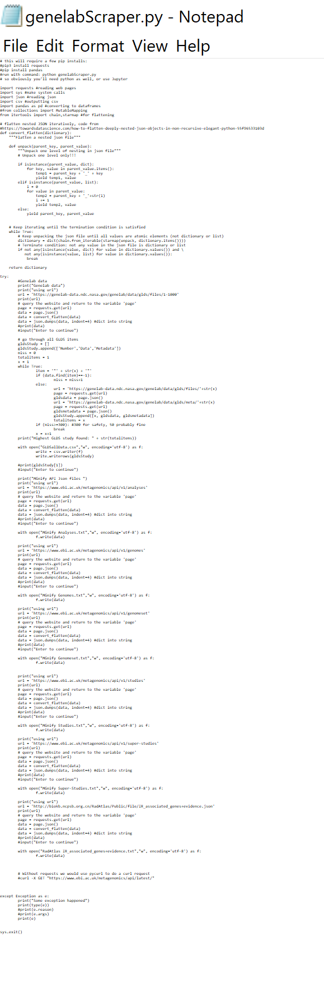 genelabScraper.py - Notepad
File Edit Format View Help
# this will require a few pip installs:
#pip3 install requests
#pip install pandas
#run with command: python genelabScraper.py
# so obviously you'll need python as well, or use Jupyter
import requests #reading web pages
import sys #make system calls
import json #reading json
import csv #outputting csv
import pandas as pd #converting to dataframes
#from collections import MutableMapping
from itertools import chain,starmap #for flattening
# flatten nested JSON iteratively, code from
#https://towardsdatascience.com/how-to-flatten-deeply-nested-json-objects-in-non-recursive-elegant-python-55f96533103d
def convert_flatten(dictionary):
"""Flatten a nested json file"""
def unpack(parent_key, parent_value):
"""Unpack one level of nesting in json file"""
# Unpack one level only!!!
if isinstance(parent_value, dict):
for key, value in parent_value.items():
temp1 = parent_key + '_' + key
yield temp1, value
elif isinstance(parent_value, list):
i = 0
for value in parent_value:
temp2 = parent_key + '_'+str(i)
i += 1
yield temp2, value
else:
yield parent_key, parent_value
# Keep iterating until the termination condition is satisfied
while True:
# Keep unpacking the json file until all values are atomic elements (not dictionary or list)
dictionary = dict(chain.from_iterable(starmap(unpack, dictionary.items())))
# Terminate condition: not any value in the json file is dictionary or list
if not any(isinstance(value, dict) for value in dictionary.values()) and \
not any(isinstance(value, list) for value in dictionary.values()):
break
return dictionary
try:
#Genelab data
print("Genelab data")
print("using url")
url = 'https://genelab-data.ndc.nasa.gov/genelab/data/glds/files/1-1000'
print(url)
# query the website and return to the variable 'page'
page = requests.get(url)
data = page.json()
data = convert_flatten(data)
data = json.dumps(data, indent=4) #dict into string
#print(data)
#input("Enter to continue")
# go through all GLDS items
gldsStudy = []
gldsStudy.append(['Number','Data','Metadata'])
miss = 0
totalitems = 1
x = 1
while True:
item = '"' + str(x) + '"'
if (data.find(item)==-1):
miss = miss+1
else:
url = 'https://genelab-data.ndc.nasa.gov/genelab/data/glds/files/'+str(x)
page = requests.get(url)
gldsdata = page.json()
url = 'https://genelab-data.ndc.nasa.gov/genelab/data/glds/meta/'+str(x)
page = requests.get(url)
gldsmetadata = page.json()
gldsStudy.append([x, gldsdata, gldsmetadata])
totalitems = x
if (miss>=300): #300 for safety, 50 probably fine
break
x = x+1
print("Highest GLDS study found: " + str(totalitems))
with open("GLDSallData.csv","w", encoding='utf-8') as f:
write = csv.writer(f)
write.writerows(gldsStudy)
#print(gldsStudy[1])
#input("Enter to continue")
print("MGnify API Json files ")
print("using url")
url = 'https://www.ebi.ac.uk/metagenomics/api/v1/analyses'
print(url)
# query the website and return to the variable 'page'
page = requests.get(url)
data = page.json()
data = convert_flatten(data)
data = json.dumps(data, indent=4) #dict into string
#print(data)
#input("Enter to continue")
with open("MGnify Analyses.txt","w", encoding='utf-8') as f:
f.write(data)
print("using url")
url = 'https://www.ebi.ac.uk/metagenomics/api/v1/genomes'
print(url)
# query the website and return to the variable 'page'
page = requests.get(url)
data = page.json()
data = convert_flatten(data)
data = json.dumps(data, indent=4) #dict into string
#print(data)
#input("Enter to continue")
with open("MGnify Genomes.txt","w", encoding='utf-8') as f:
f.write(data)
print("using url")
url = 'https://www.ebi.ac.uk/metagenomics/api/v1/genomeset'
print(url)
# query the website and return to the variable 'page'
page = requests.get(url)
data = page.json()
data = convert_flatten(data)
data = json.dumps(data, indent=4) #dict into string
#print(data)
#input("Enter to continue")
with open("MGnify Genomeset.txt","w", encoding='utf-8') as f:
f.write(data)
print("using url")
url = 'https://www.ebi.ac.uk/metagenomics/api/v1/studies'
print(url)
# query the website and return to the variable 'page'
page = requests.get(url)
data = page.json()
data = convert_flatten(data)
data = json.dumps(data, indent=4) #dict into string
#print(data)
#input("Enter to continue")
with open("MGnify Studies.txt","w", encoding='utf-8') as f:
f.write(data)
print("using url")
url = 'https://www.ebi.ac.uk/metagenomics/api/v1/super-studies'
print(url)
# query the website and return to the variable 'page'
page = requests.get(url)
data = page.json()
data = convert_flatten(data)
data = json.dumps(data, indent=4) #dict into string
#print(data)
#input("Enter to continue")
with open("MGnify Super-Studies.txt","w", encoding='utf-8') as f:
f.write(data)
print("using url")
url = 'http://biokb.ncpsb.org.cn/RadAtlas/Public/file/IR_associated_genes+evidence.json'
print(url)
# query the website and return to the variable 'page'
page = requests.get(url)
data = page.json()
data = convert_flatten(data)
data = json.dumps(data, indent=4) #dict into string
#print(data)
#input("Enter to continue")
with open("RadAtlas IR_associated_genes+evidence.txt","w", encoding='utf-8') as f:
f.write(data)
# Without requests we would use pycurl to do a curl request
#curl -X GET "https://www.ebi.ac.uk/metagenomics/api/latest/"
except Exception as e:
print("Some exception happened")
print(type(e))
#print(e.reason)
#print(e.args)
print(e)
sys.exit()